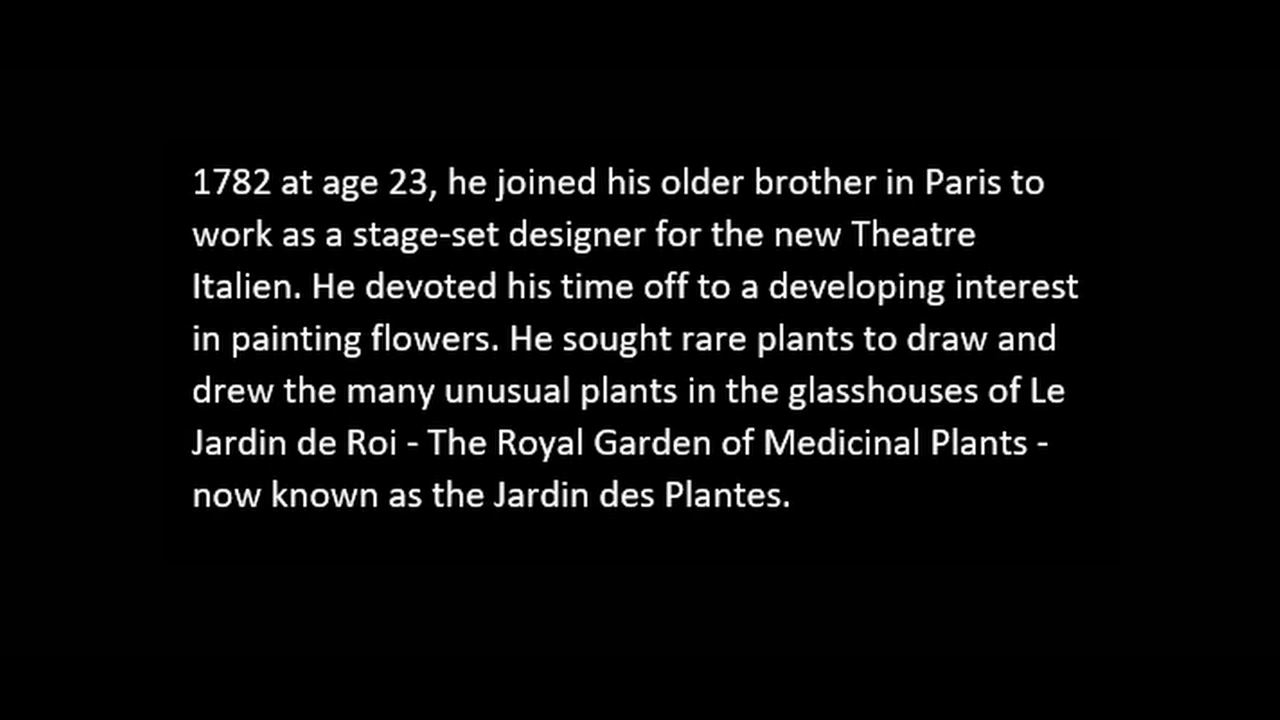 1782 at age 23, he joined his older brother in Paris to
work as a stage-set designer for the new Theatre
Italien. He devoted his time off to a developing interest
in painting flowers. He sought rare plants to draw and
drew the many unusual plants in the glasshouses of Le
Jardin de Roi - The Royal Garden of Medicinal Plants -
now known as the Jardin des Plantes.